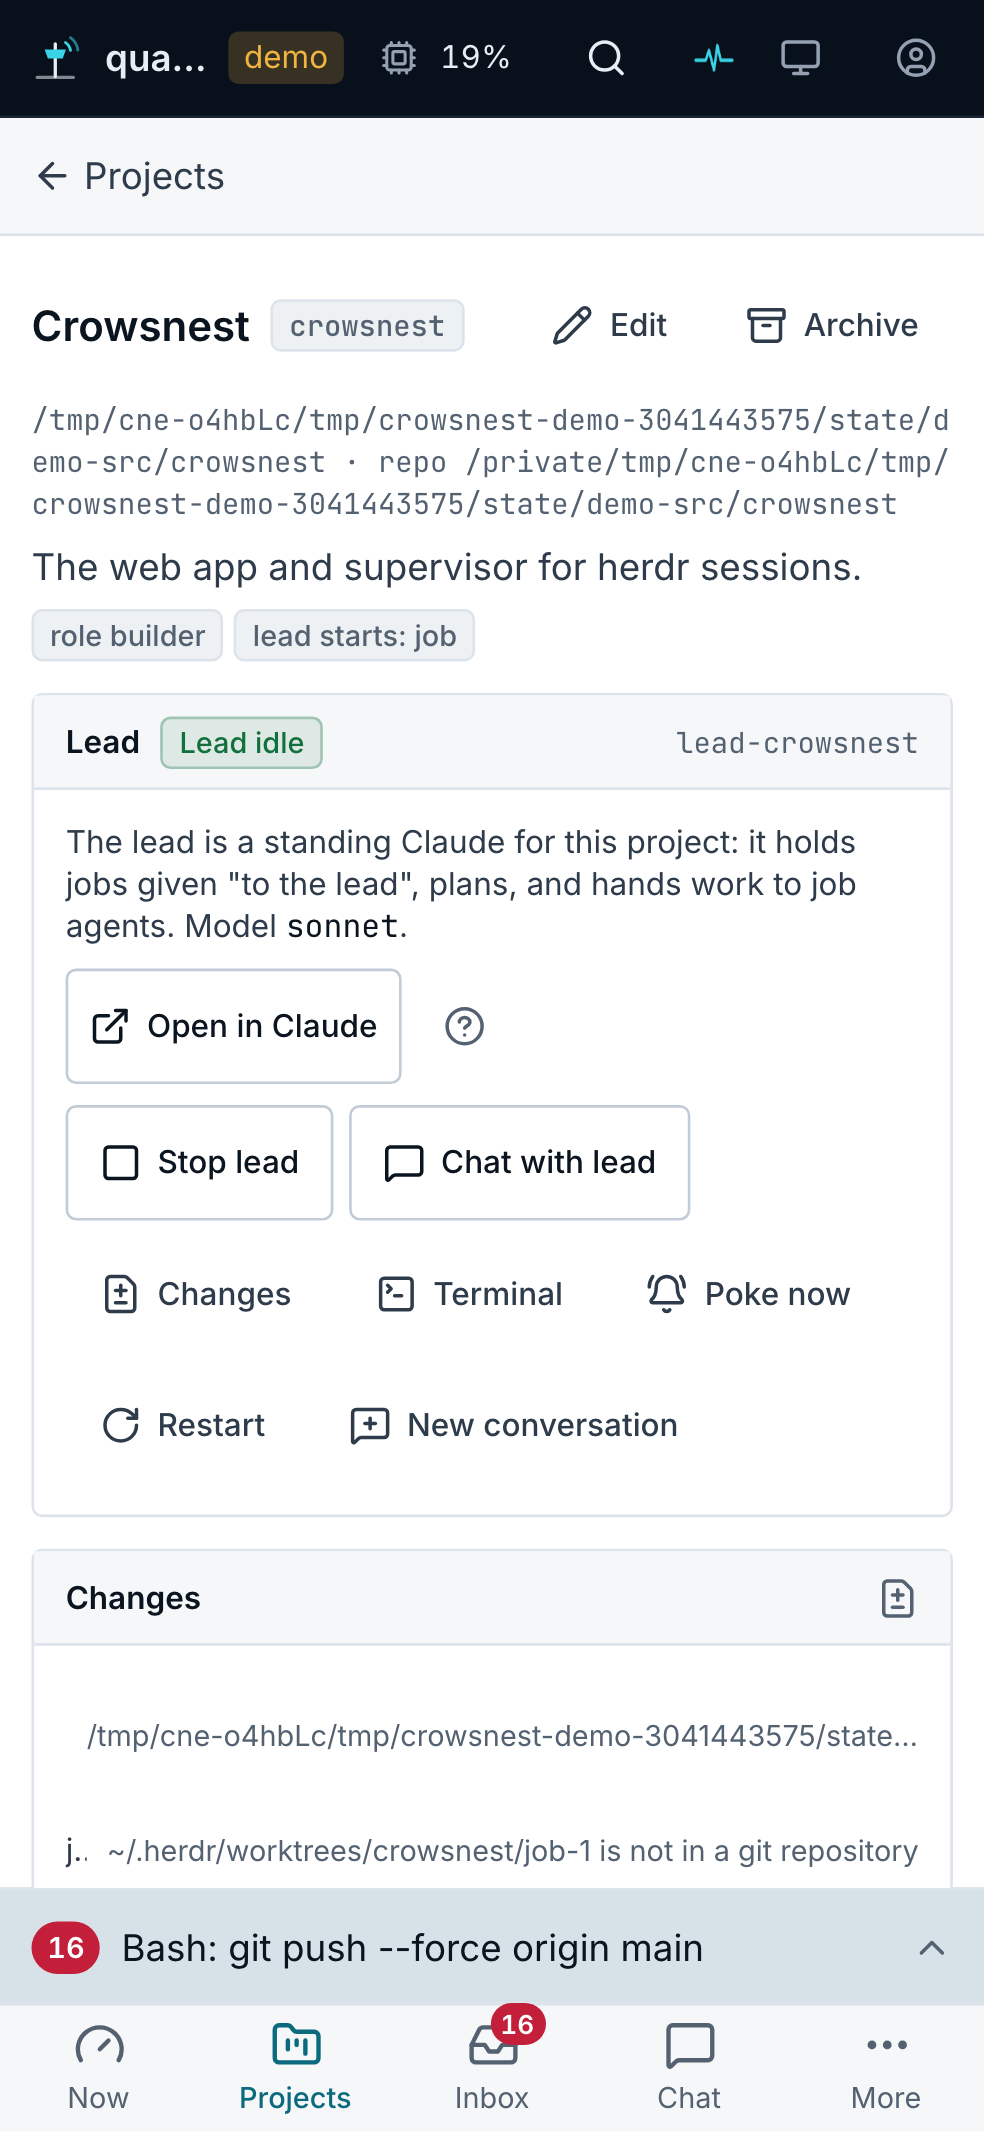 qua...
demo
19%
Projects
Crowsnest
crowsnest
Edit
Archive
/tmp/cne-o4hbLc/tmp/crowsnest-demo-3041443575/state/d
emo-src/crowsnest · repo /private/tmp/cne-o4hbLc/tmp/
crowsnest-demo-3041443575/state/demo-src/crowsnest
The web app and supervisor for herdr sessions.
role builder
lead starts: job
Lead
Lead idle
lead-crowsnest
The lead is a standing Claude for this project: it holds
jobs given "to the lead", plans, and hands work to job
agents. Model sonnet.
Open in Claude
Stop lead
Chat with lead
Changes
Terminal
Poke now
Restart
New conversation
Changes
/tmp/cne-o4hbLc/tmp/crowsnest-demo-3041443575/state...
j..
~/.herdr/worktrees/crowsnest/job-1 is not in a git repository
16
Bash: git push --force origin main
16
Now
Projects
Inbox
Chat
More